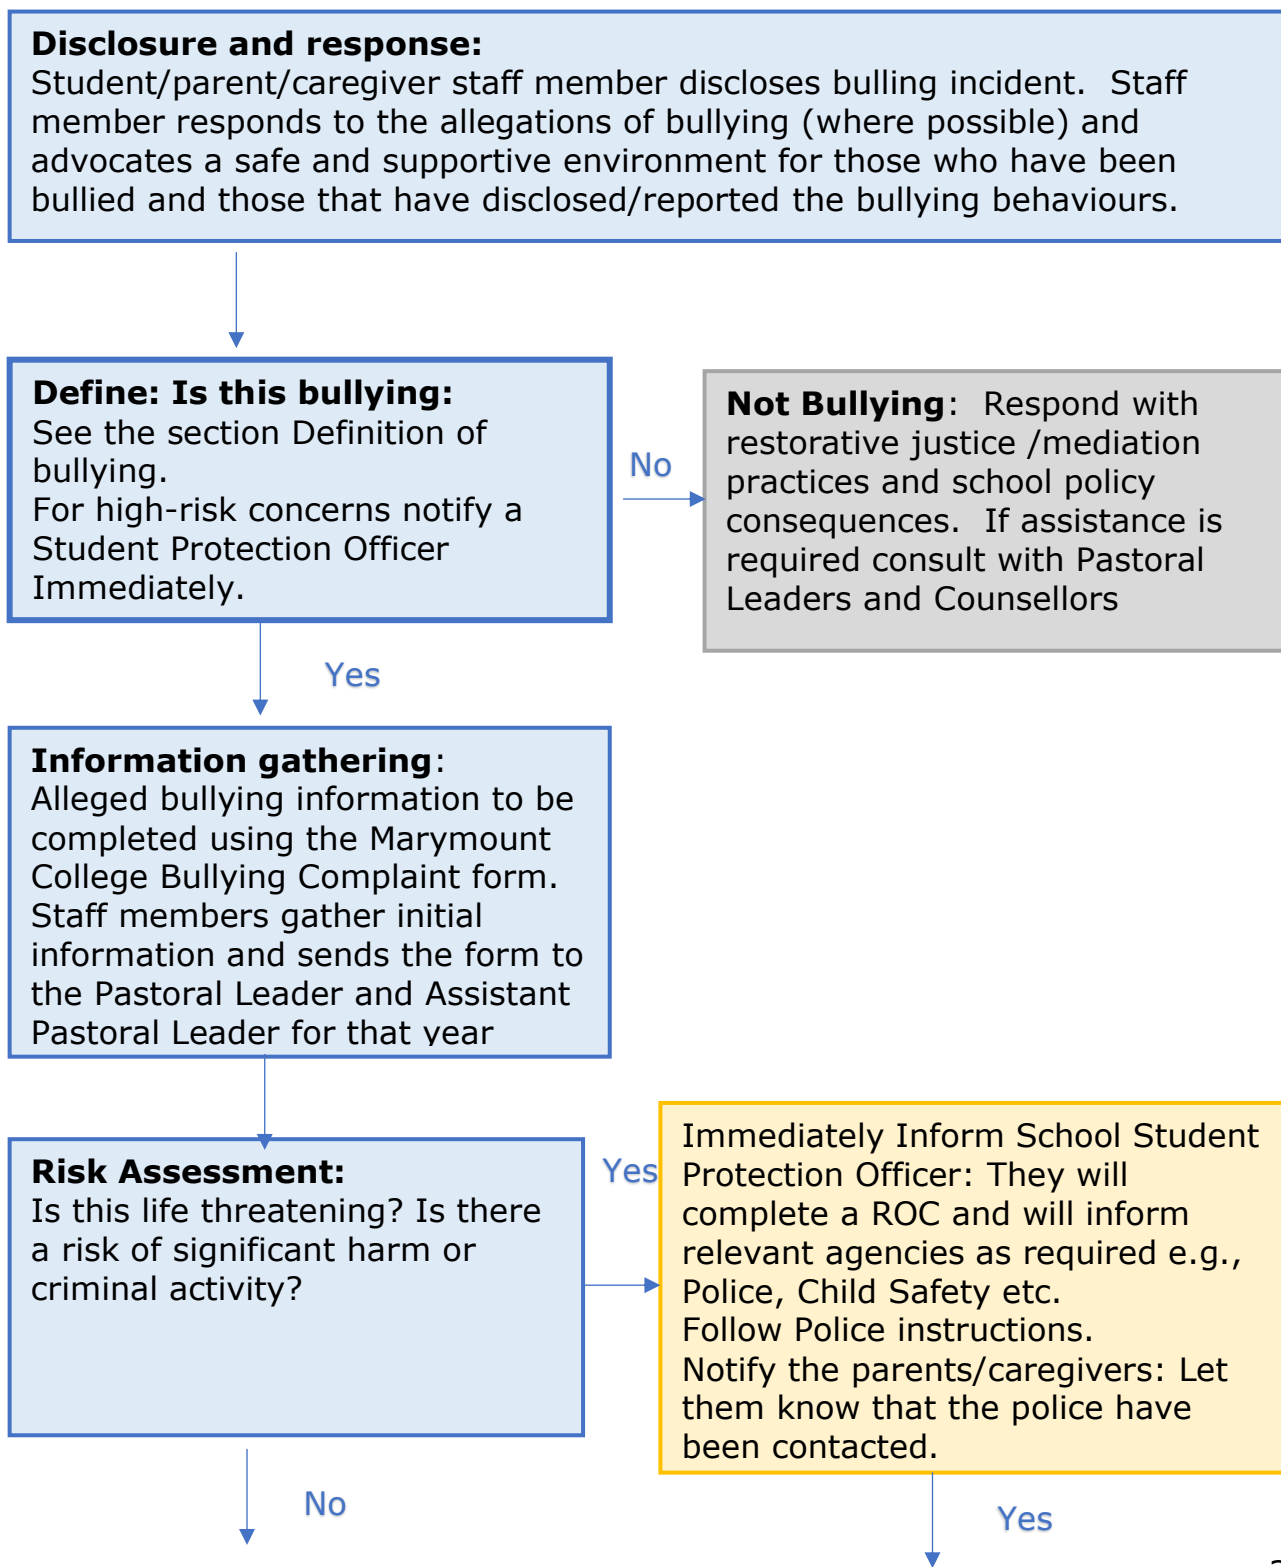 Disclosure and response:
Student/parent/caregiver staff member discloses bulling incident.  Staff
member responds to the allegations of bullying (where possible) and
advocates a safe and supportive environment for those who have been
bullied and those that have disclosed/reported the bullying behaviours.
Define: Is this bullying:
See the section Definition of
bullying.
For high-risk concerns notify a
Student Protection Officer
Immediately.
No
Not Bullying:  Respond with
restorative justice /mediation
practices and school policy
consequences.  If assistance is
required consult with Pastoral
Leaders and Counsellors
Yes
Information gathering:
Alleged bullying information to be
completed using the Marymount
College Bullying Complaint form.
Staff members gather initial
information and sends the form to
the Pastoral Leader and Assistant
Pastoral Leader for that year
Risk Assessment:
Is this life threatening? Is there
a risk of significant harm or
criminal activity?
Yes
Immediately Inform School Student
Protection Officer: They will
complete a ROC and will inform
relevant agencies as required e.g.,
Police, Child Safety etc.
Follow Police instructions.
Notify the parents/caregivers: Let
them know that the police have
been contacted.
No
Yes